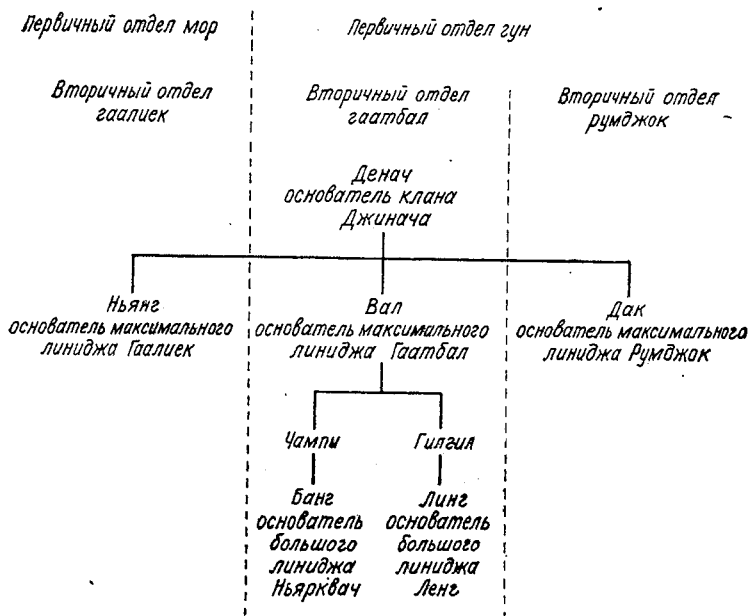 Первичный отдел мор
Первичный отдел гун
Вторичный отдел
гаалиек
Вторичный отдел
гаатбал
Вторичный отдел
румджок
Денач
основатель клана
Джинача
Ньянг
основатель максимального
линиджа Гаалиек
Вал
основатель максимального
линиджа Гаатбал
Дак
основатель максимального
линиджа Румджок
Чампи
Гилгил
Банг
основатель
большого
линиджа
Ньярквач
Линг
основатель
большого
линиджа
Ленг